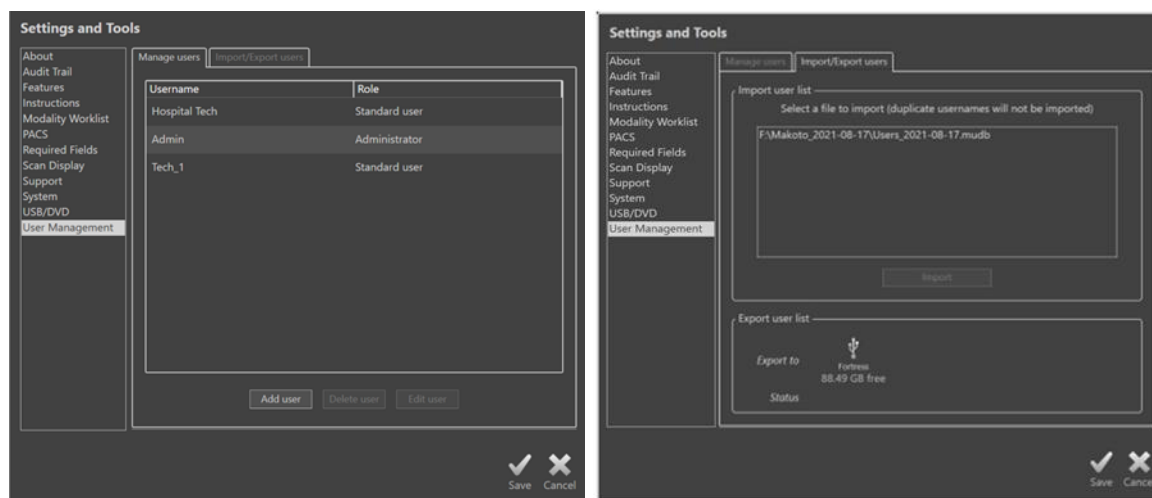 Settings and Tools
About
Audit Trail
Features
Instructions
Modality Worklist
PACS
Required Fields
Scan Display
Support
System
USB/DVD
User Management
Manage users
Import/Export users
Username
Role
Hospital Tech
Standard user
Admin
Administrator
Tech_1
Standard user
Add user
Delete user
Edit user
Save
Cancel
Settings and Tools
About
Audit Trail
Features
Instructions
Modality Worklist
PACS
Required Fields
Scan Display
Support
System
USB/DVD
User Management
Manage users
Import/Export users
Import user list
Select a file to import (duplicate usernames will not be imported)
F:\Makoto_2021-08-17\Users_2021-08-17.mudb
Import
Export user list
Export to
Fortress
88.49 GB free
Status
Save
Cance